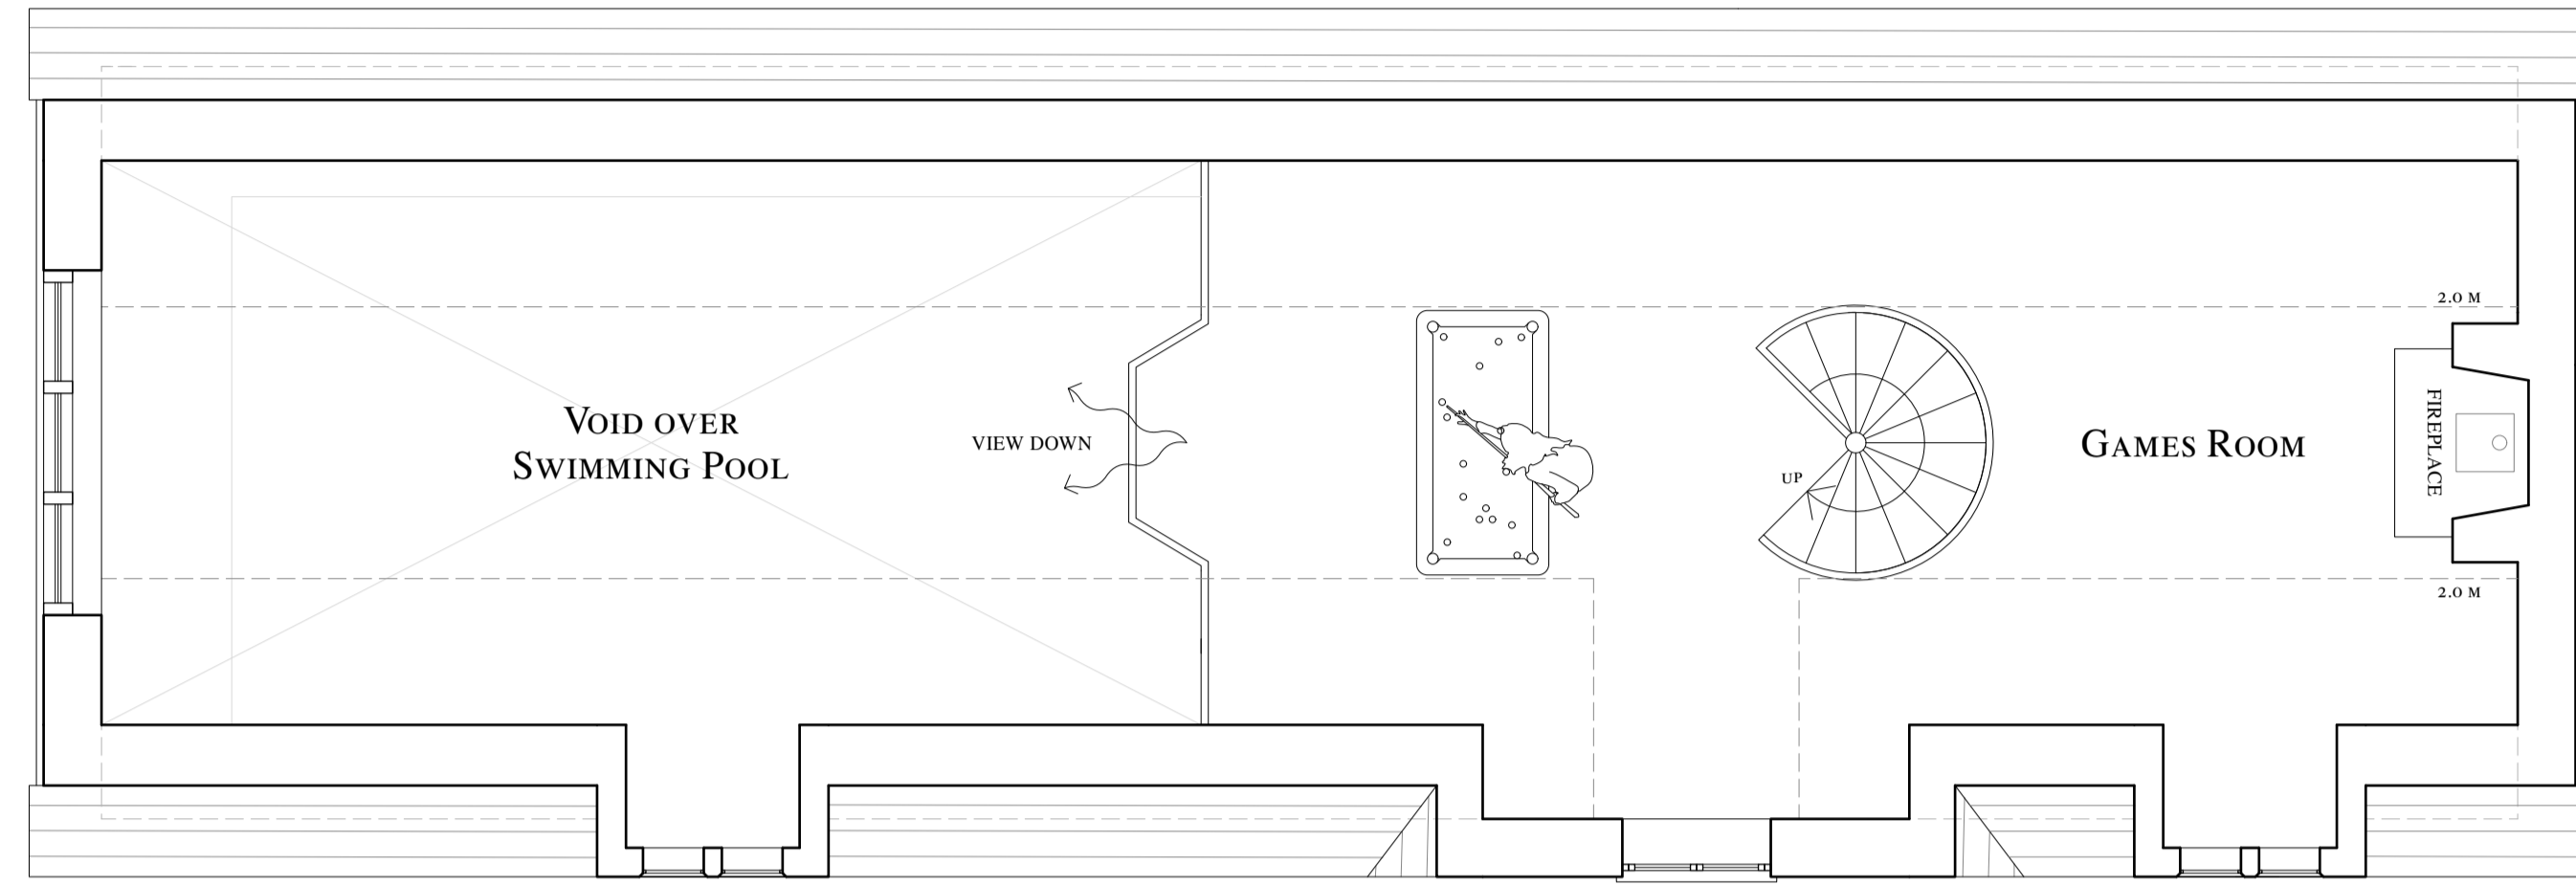 2.0 M
Void over
Swimming Pool
VIEW DOWN
UP
Games Room
FIREPLACE
2.0 M